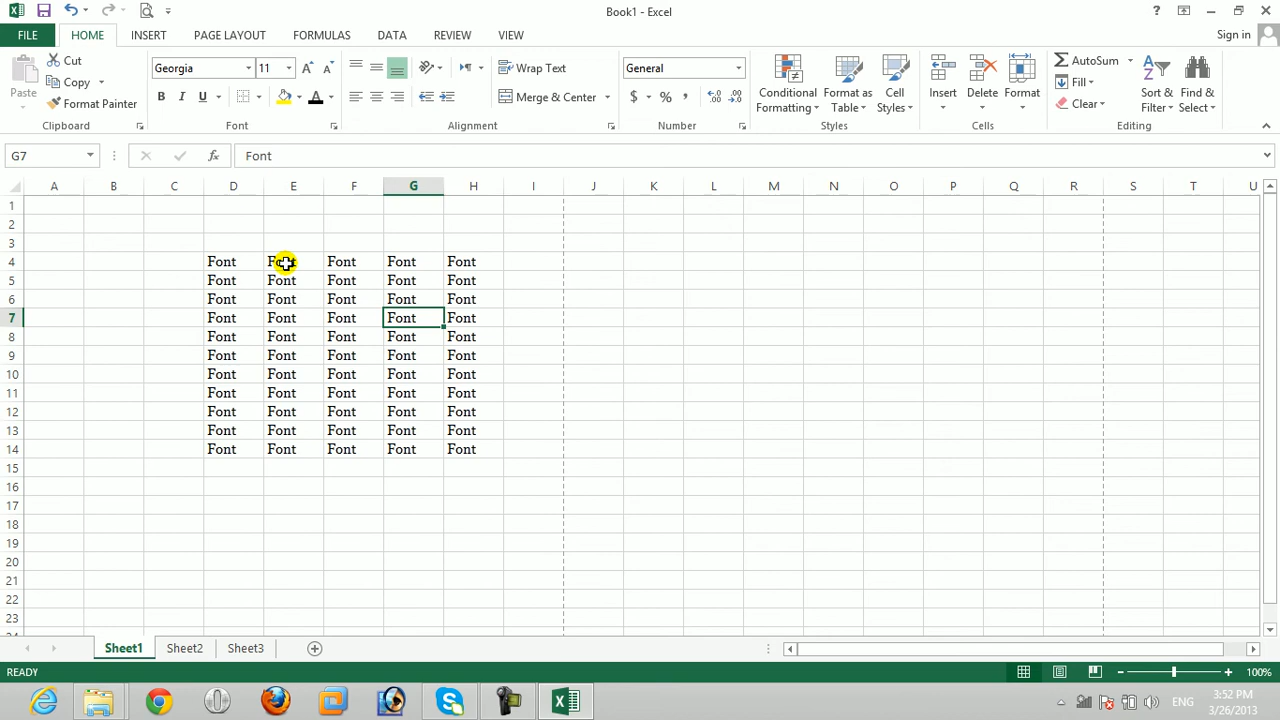 Book1 - Excel
?
FILE HOME INSERT PAGE LAYOUT FORMULAS DATA REVIEW VIEW Sign in
Paste
Cut
Copy
Format Painter
Clipboard
Georgia 11
B I U A
Font
Wrap Text
Merge & Center
Alignment
General
$ % ,
Number
Conditional Formatting
Format as Table
Cell Styles
Styles
Insert
Delete
Format
Cells
AutoSum
Fill
Clear
Sort & Filter
Find & Select
Editing
G7 fx Font
A B C D E F G H I J K L M N O P Q R S T U
1
2
3
4 Font Font Font Font Font
5 Font Font Font Font Font
6 Font Font Font Font Font
7 Font Font Font Font Font
8 Font Font Font Font Font
9 Font Font Font Font Font
10 Font Font Font Font Font
11 Font Font Font Font Font
12 Font Font Font Font Font
13 Font Font Font Font Font
14 Font Font Font Font Font
15
16
17
18
19
20
21
22
23
24
Sheet1 Sheet2 Sheet3
READY 100%
ENG
3:52 PM
3/26/2013